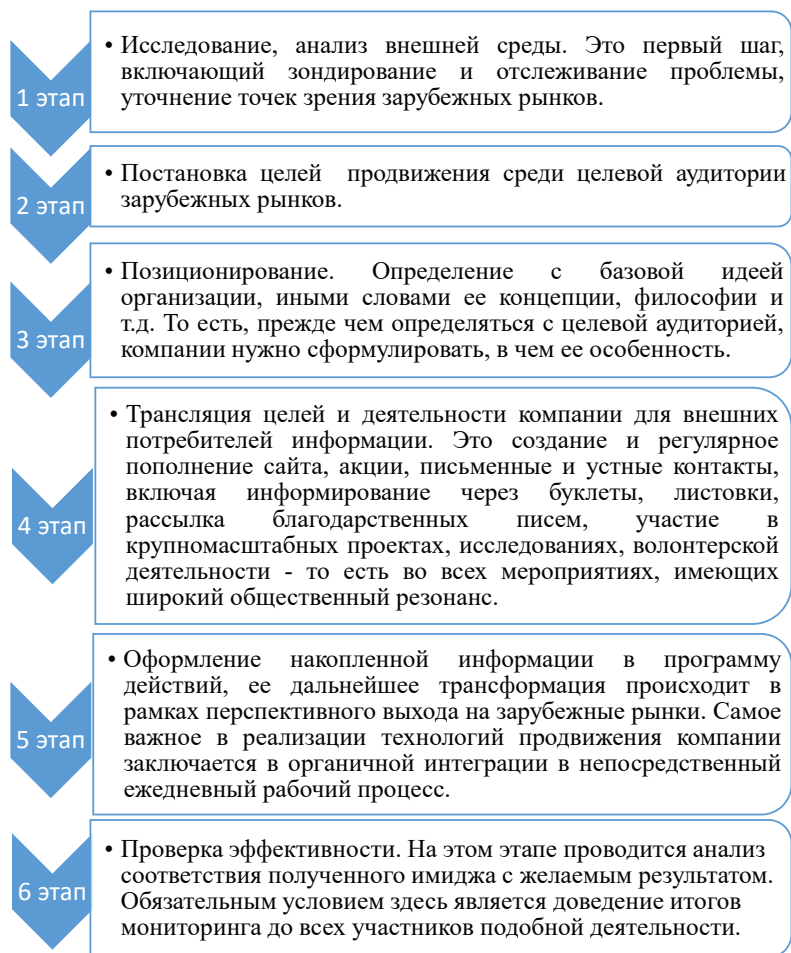 1 этап
• Исследование, анализ внешней среды. Это первый шаг,
включающий зондирование и отслеживание проблемы,
уточнение точек зрения зарубежных рынков.
2 этап
• Постановка целей продвижения среди целевой аудитории
зарубежных рынков.
3 этап
• Позиционирование. Определение с базовой идеей
организации, иными словами ее концепции, философии и
т.д. То есть, прежде чем определяться с целевой аудиторией,
компании нужно сформулировать, в чем ее особенность.
4 этап
• Трансляция целей и деятельности компании для внешних
потребителей информации. Это создание и регулярное
пополнение сайта, акции, письменные и устные контакты,
включая информирование через буклеты, листовки,
рассылка благодарственных писем, участие в
крупномасштабных проектах, исследованиях, волонтерской
деятельности - то есть во всех мероприятиях, имеющих
широкий общественный резонанс.
5 этап
• Оформление накопленной информации в программу
действий, ее дальнейшее трансформация происходит в
рамках перспективного выхода на зарубежные рынки. Самое
важное в реализации технологий продвижения компании
заключается в органичной интеграции в непосредственный
ежедневный рабочий процесс.
6 этап
• Проверка эффективности. На этом этапе проводится анализ
соответствия полученного имиджа с желаемым результатом.
Обязательным условием здесь является доведение итогов
мониторинга до всех участников подобной деятельности.